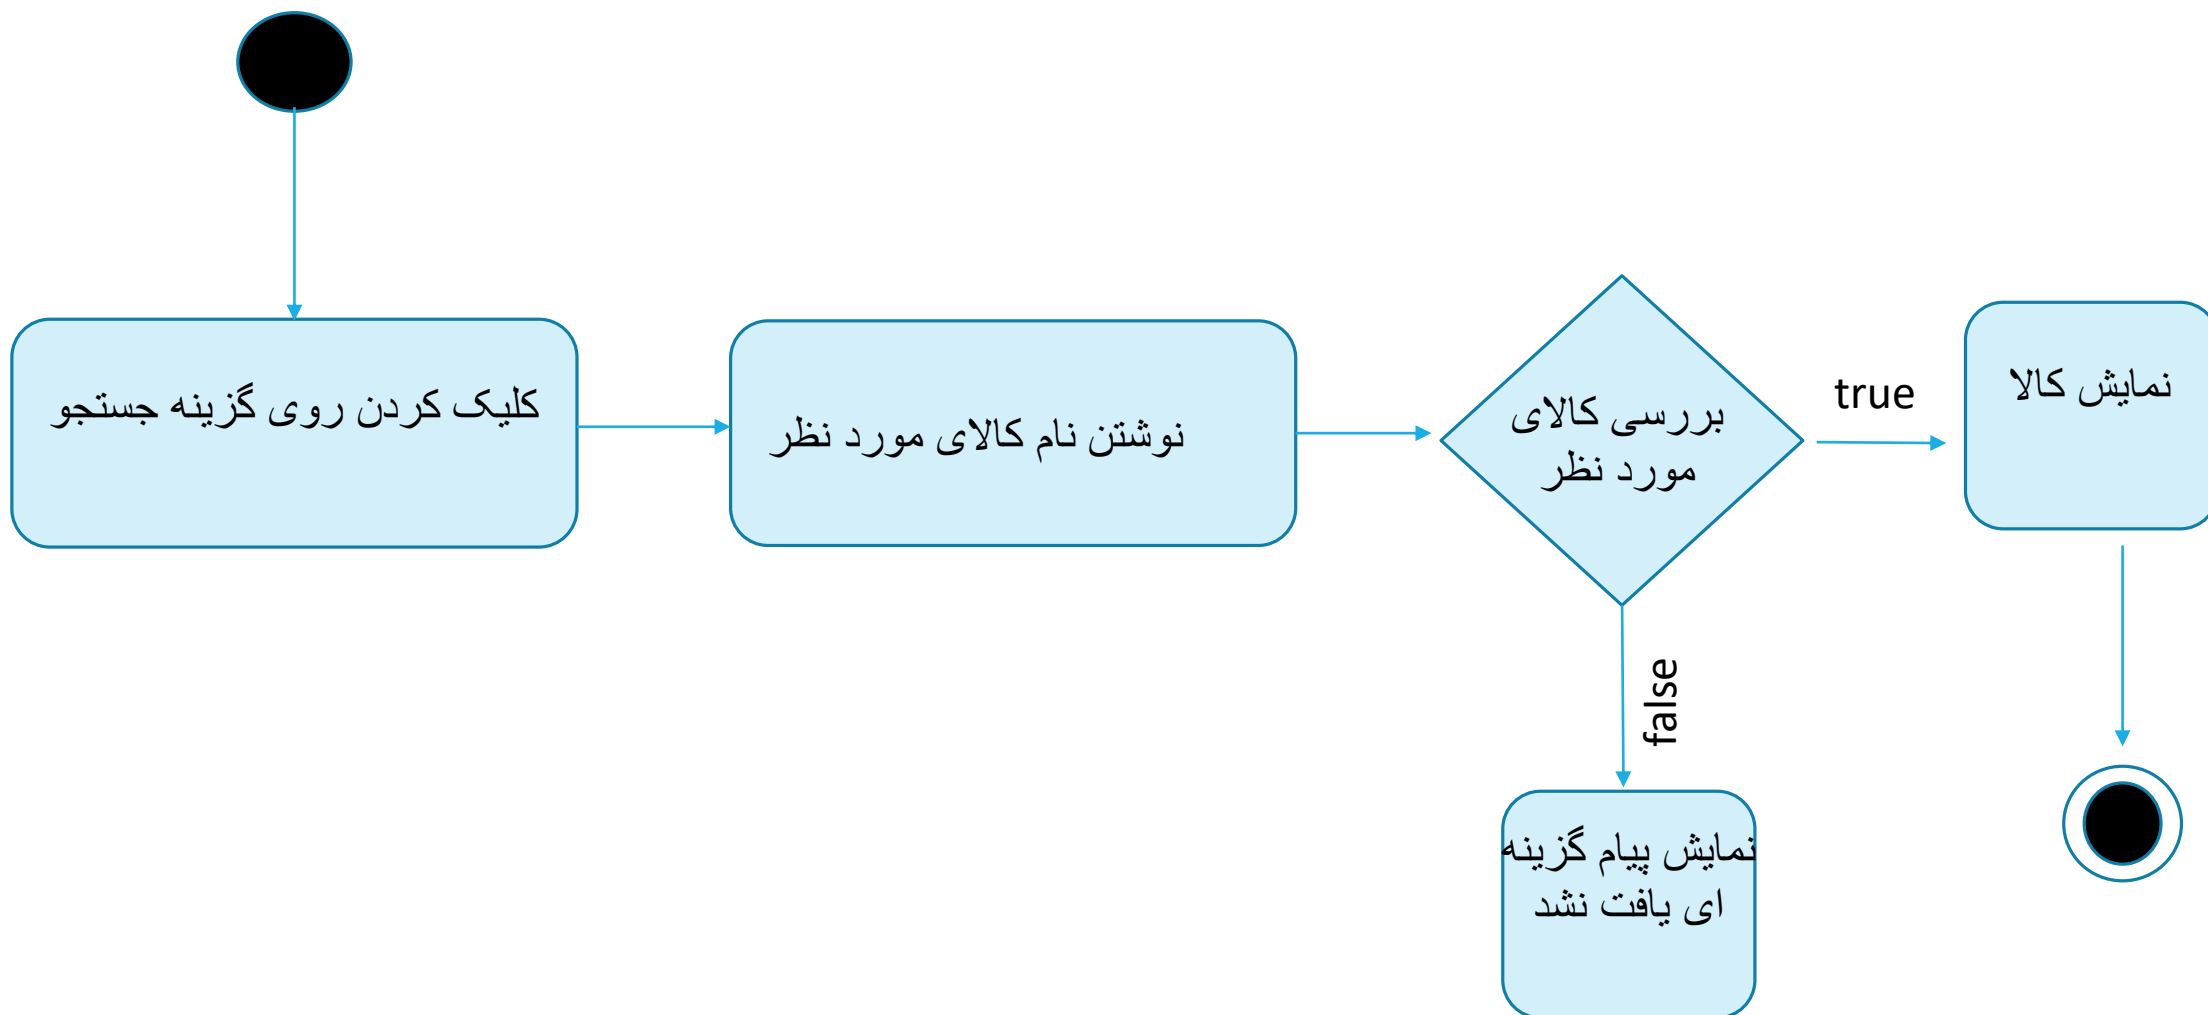 کلیک کردن روی گزینه جستجو
نوشتن نام کالای مورد نظر
بررسی کالای
مورد نظر
true
نمایش کالا
false
نمایش پیام گزینه
ای یافت نشد